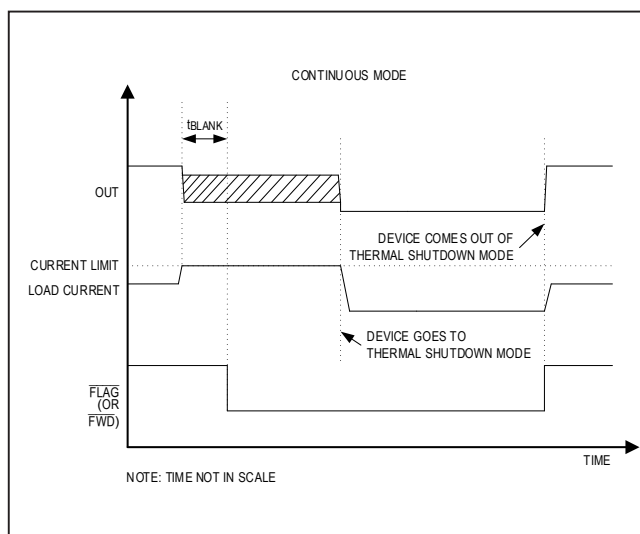 CONTINUOUS MODE
tBLANK
OUT
DEVICE COMES OUT OF
THERMAL SHUTDOWN MODE
CURRENT LIMIT
LOAD CURRENT
DEVICE GOES TO
THERMAL SHUTDOWN MODE
FLAG
(OR
FWD)
TIME
NOTE: TIME NOT IN SCALE